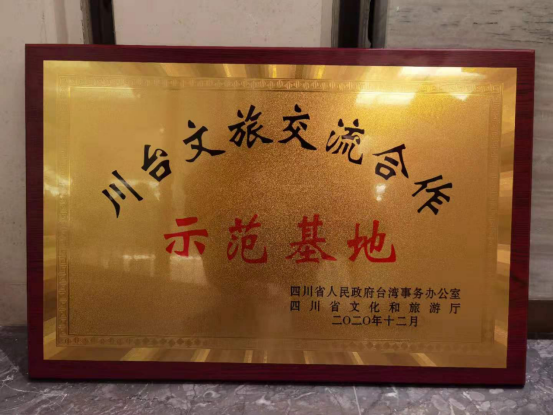 川台文旅交流合作
示范基地
四川省人民政府台湾事务办公室
四川省文化和旅游厅
二〇二〇年十二月